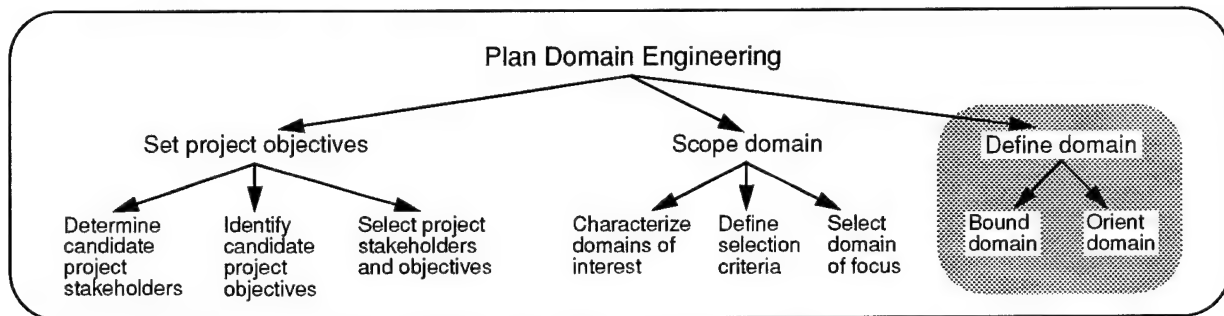 Plan Domain Engineering
Set project objectives
Scope domain
Define domain
Determine
candidate
project
stakeholders
Identify
candidate
project
objectives
Select project
stakeholders
and objectives
Characterize
domains of
interest
Define
selection
criteria
Select
domain
of focus
Bound
domain
Orient
domain